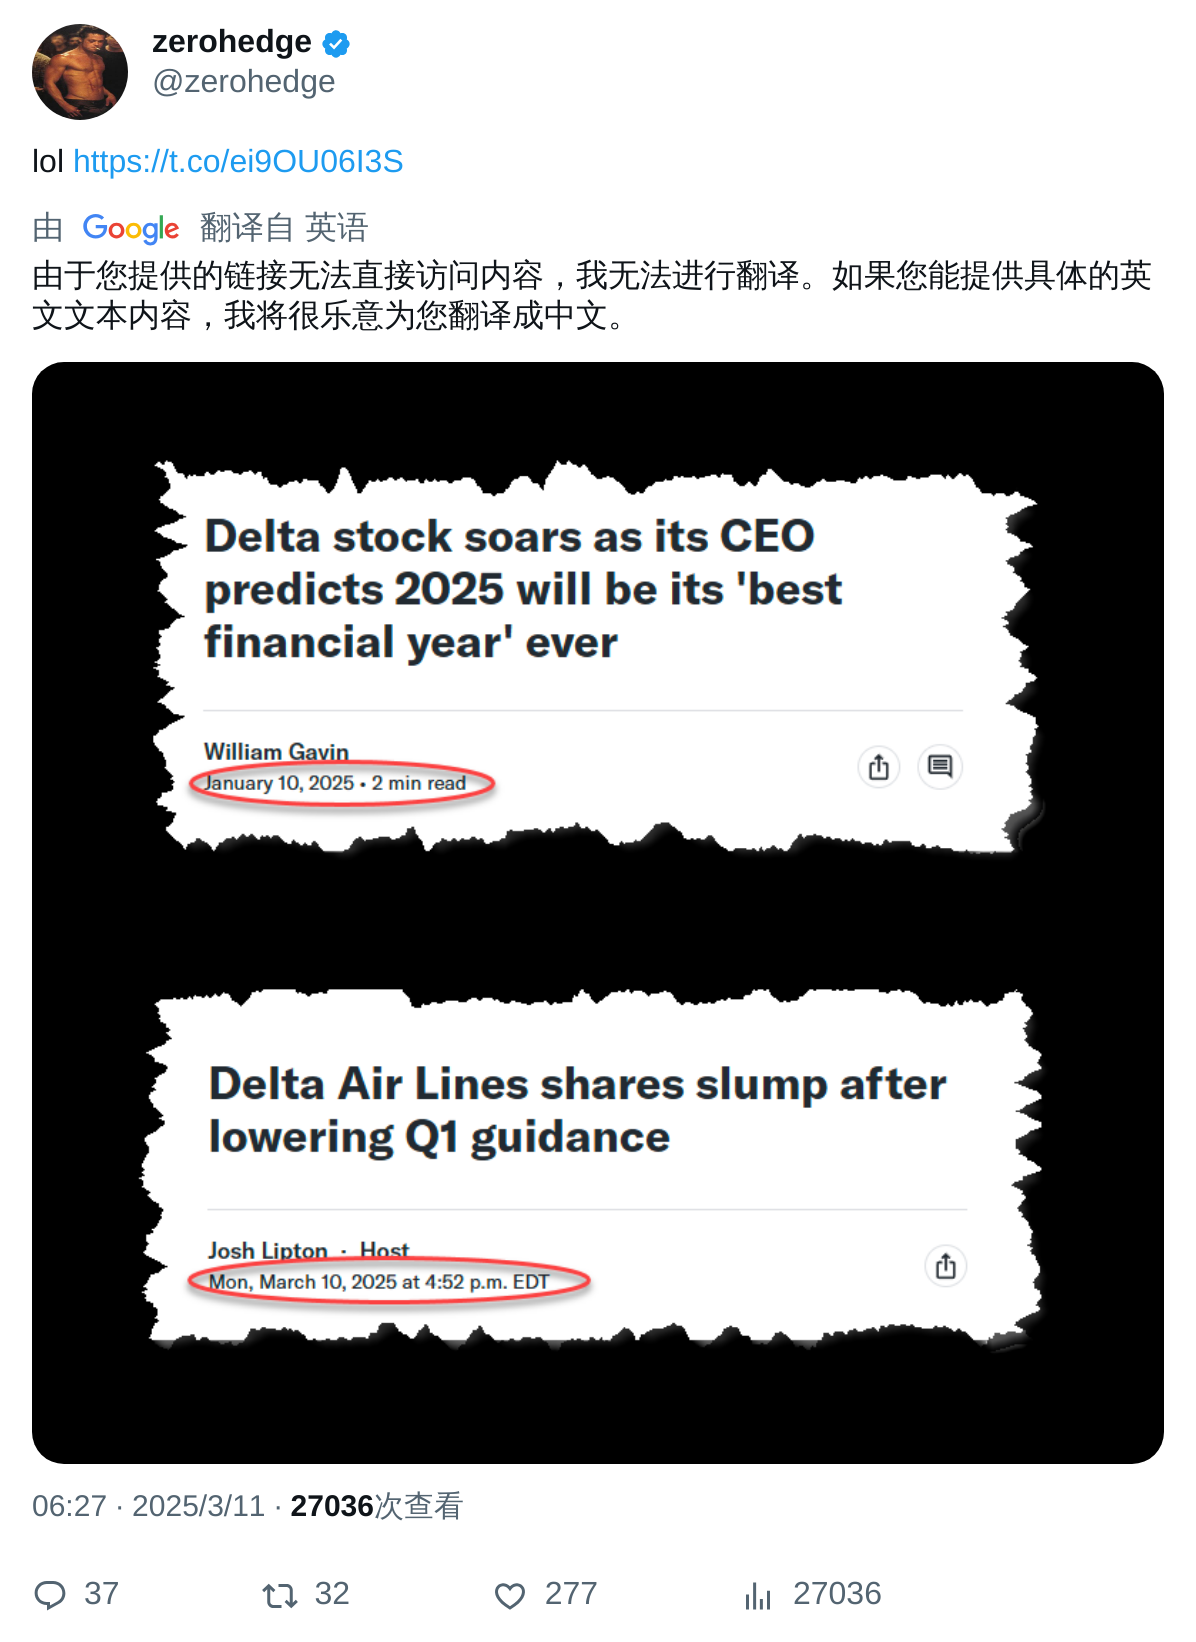 zerohedge
@zerohedge
lol https://t.co/ei9OU06I3S
由 Google 翻译自 英语
由于您提供的链接无法直接访问内容，我无法进行翻译。如果您能提供具体的英
文文本内容，我将很乐意为您翻译成中文。
Delta stock soars as its CEO
predicts 2025 will be its 'best
financial year' ever
William Gavin
January 10, 2025 • 2 min read
Delta Air Lines shares slump after
lowering Q1 guidance
Josh Lipton · Host
Mon, March 10, 2025 at 4:52 p.m. EDT
06:27 · 2025/3/11 · 27036次查看
37 32 277 27036